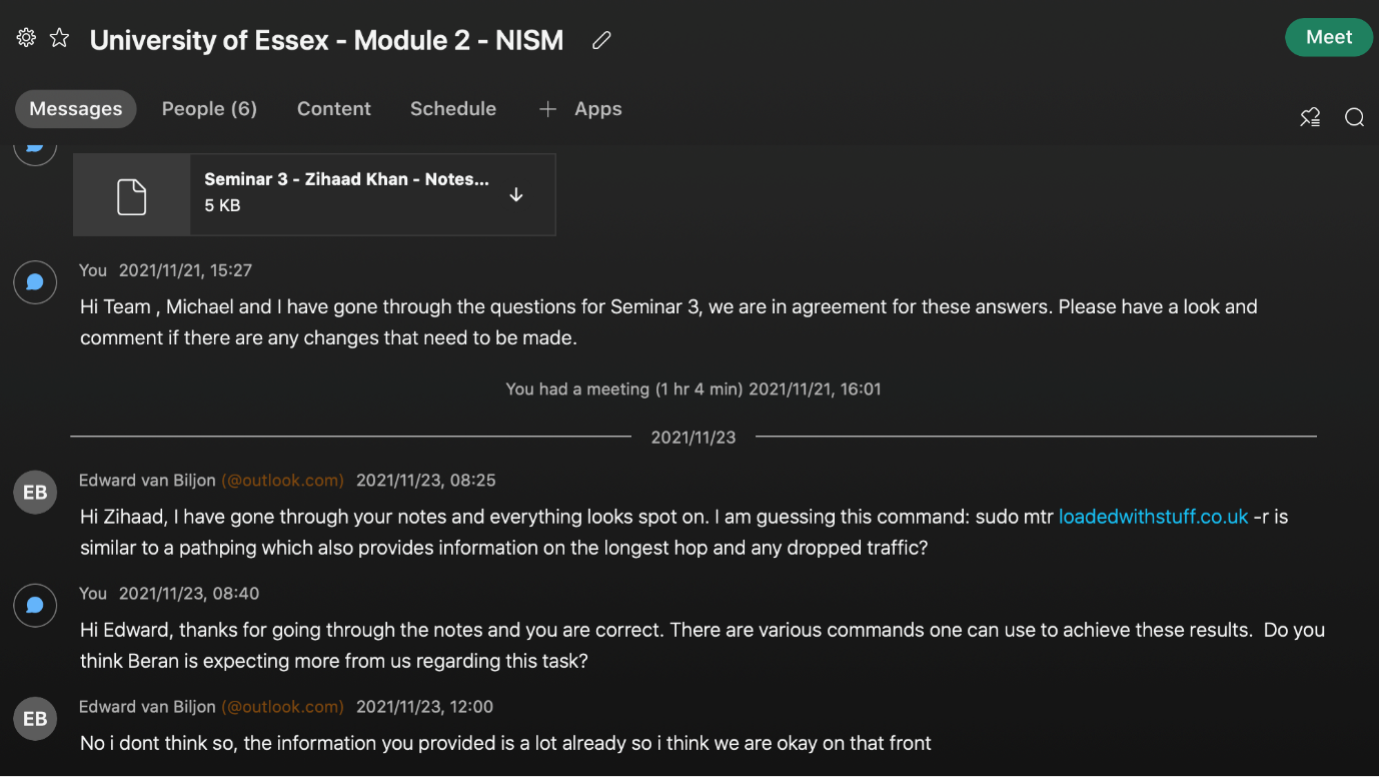 University of Essex - Module 2 - NISM
Meet
Messages People (6) Content Schedule + Apps
Seminar 3 - Zihaad Khan - Notes...
5 KB
You 2021/11/21, 15:27
Hi Team , Michael and I have gone through the questions for Seminar 3, we are in agreement for these answers. Please have a look and
comment if there are any changes that need to be made.
You had a meeting (1 hr 4 min) 2021/11/21, 16:01
2021/11/23
EB
Edward van Biljon (@outlook.com) 2021/11/23, 08:25
Hi Zihaad, I have gone through your notes and everything looks spot on. I am guessing this command: sudo mtr loadedwithstuff.co.uk -r is
similar to a pathping which also provides information on the longest hop and any dropped traffic?
You 2021/11/23, 08:40
Hi Edward, thanks for going through the notes and you are correct. There are various commands one can use to achieve these results.  Do you
think Beran is expecting more from us regarding this task?
EB
Edward van Biljon (@outlook.com) 2021/11/23, 12:00
No i dont think so, the information you provided is a lot already so i think we are okay on that front